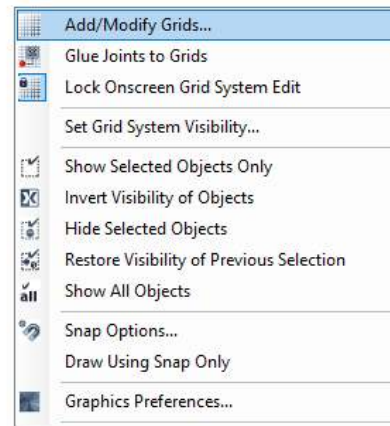 Add/Modify Grids...
Glue Joints to Grids
Lock Onscreen Grid System Edit
Set Grid System Visibility...
Show Selected Objects Only
Invert Visibility of Objects
Hide Selected Objects
Restore Visibility of Previous Selection
all Show All Objects
Snap Options...
Draw Using Snap Only
Graphics Preferences...